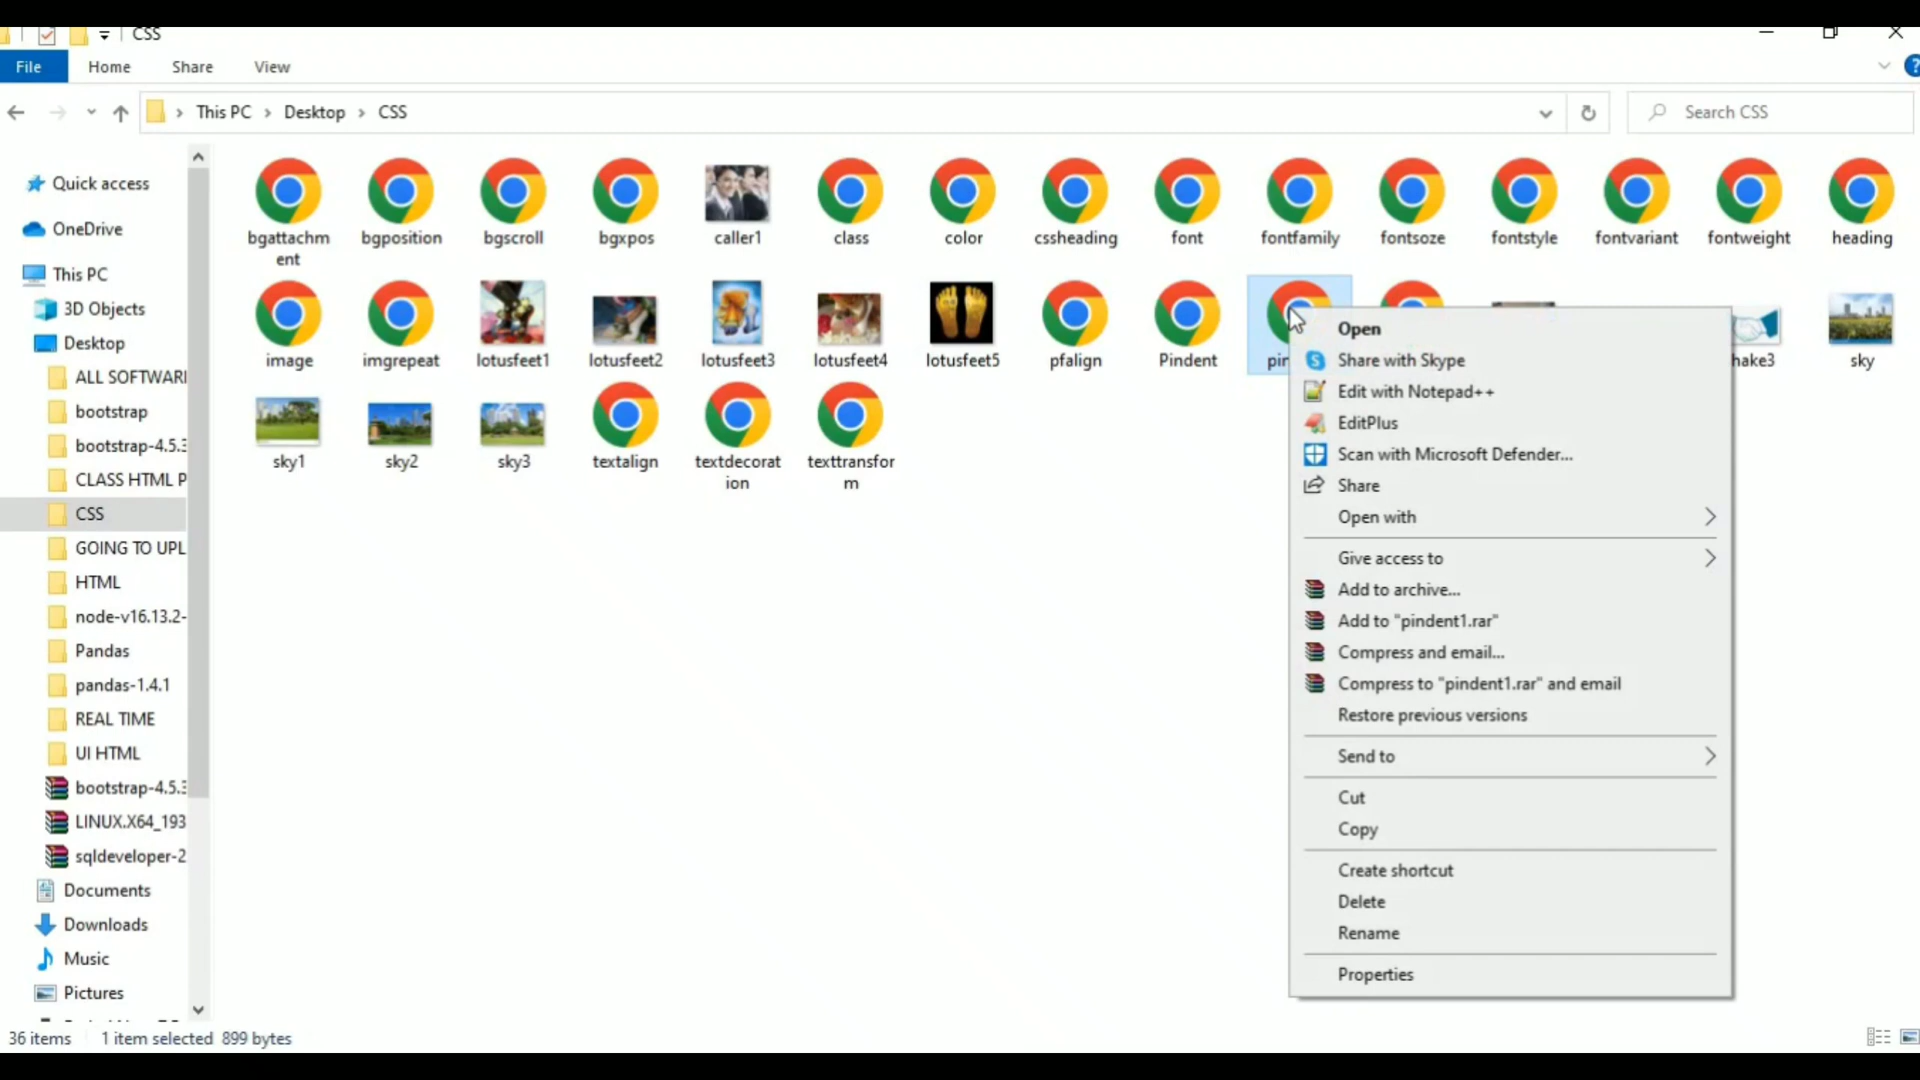 CSS
File Home Share View
This PC Desktop CSS
Search CSS
Quick access
OneDrive
This PC
3D Objects
Desktop
ALL SOFTWARI
bootstrap
bootstrap-4.5.3
CLASS HTML P
CSS
GOING TO UPL
HTML
node-v16.13.2-
Pandas
pandas-1.4.1
REAL TIME
UI HTML
bootstrap-4.5.3
LINUX.X64_193
sqldeveloper-2
Documents
Downloads
Music
Pictures
bgattachm
ent
bgposition
bgscroll
bgxpos
caller1
class
color
cssheading
font
fontfamily
fontsoze
fontstyle
fontvariant
fontweight
heading
image
imgrepeat
lotusfeet1
lotusfeet2
lotusfeet3
lotusfeet4
lotusfeet5
pfalign
Pindent
pin
hake3
sky
sky1
sky2
sky3
textalign
textdecorat
ion
texttransfor
m
Open
Share with Skype
Edit with Notepad++
EditPlus
Scan with Microsoft Defender...
Share
Open with
Give access to
Add to archive...
Add to "pindent1.rar"
Compress and email...
Compress to "pindent1.rar" and email
Restore previous versions
Send to
Cut
Copy
Create shortcut
Delete
Rename
Properties
36 items 1 item selected 899 bytes